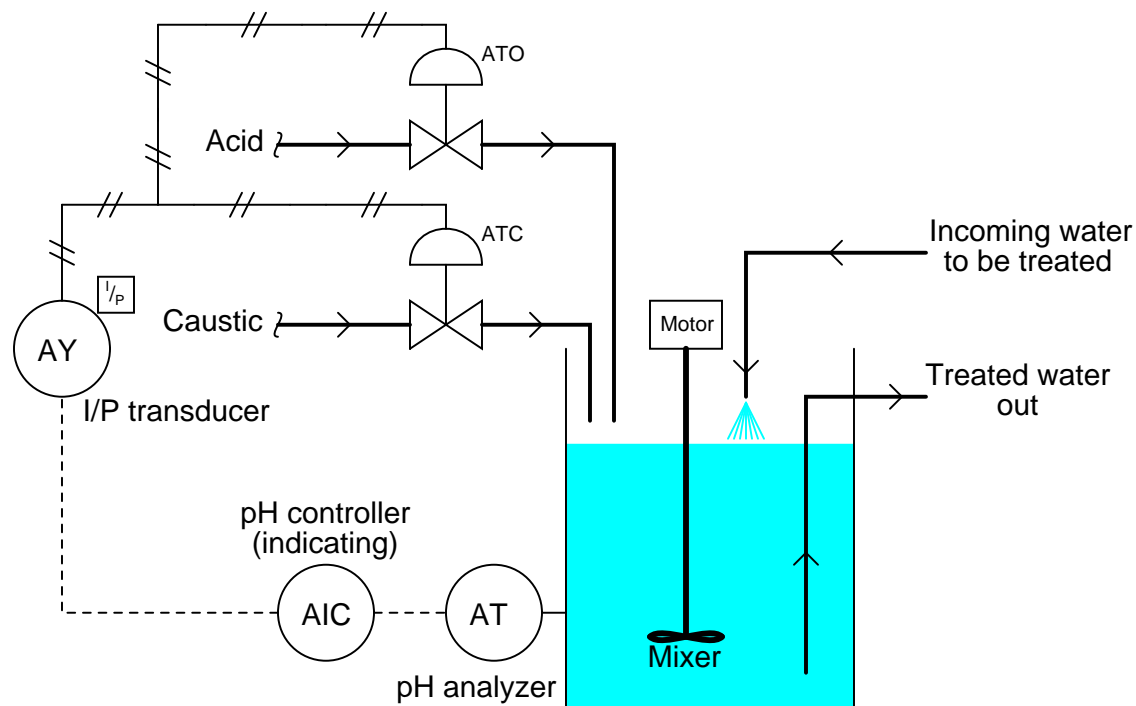 ATO
Acid
ATC
Incoming water
to be treated
I/P
Caustic
Motor
AY
Treated water
out
I/P transducer
pH controller
(indicating)
AIC
AT
Mixer
pH analyzer